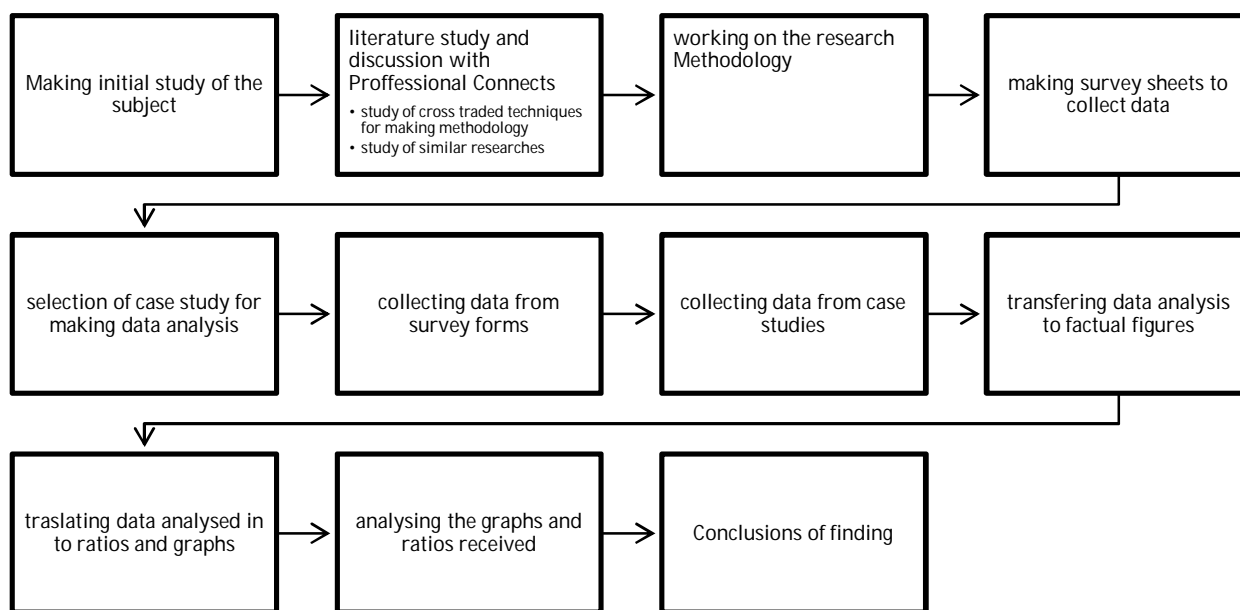 Making initial study of the
subject
literature study and
discussion with
Proffessional Connects
• study of cross traded techniques
for making methodology
• study of similar researches
working on the research
Methodology
making survey sheets to
collect data
selection of case study for
making data analysis
collecting data from
survey forms
collecting data from case
studies
transfering data analysis
to factual figures
traslating data analysed in
to ratios and graphs
analysing the graphs and
ratios received
Conclusions of finding